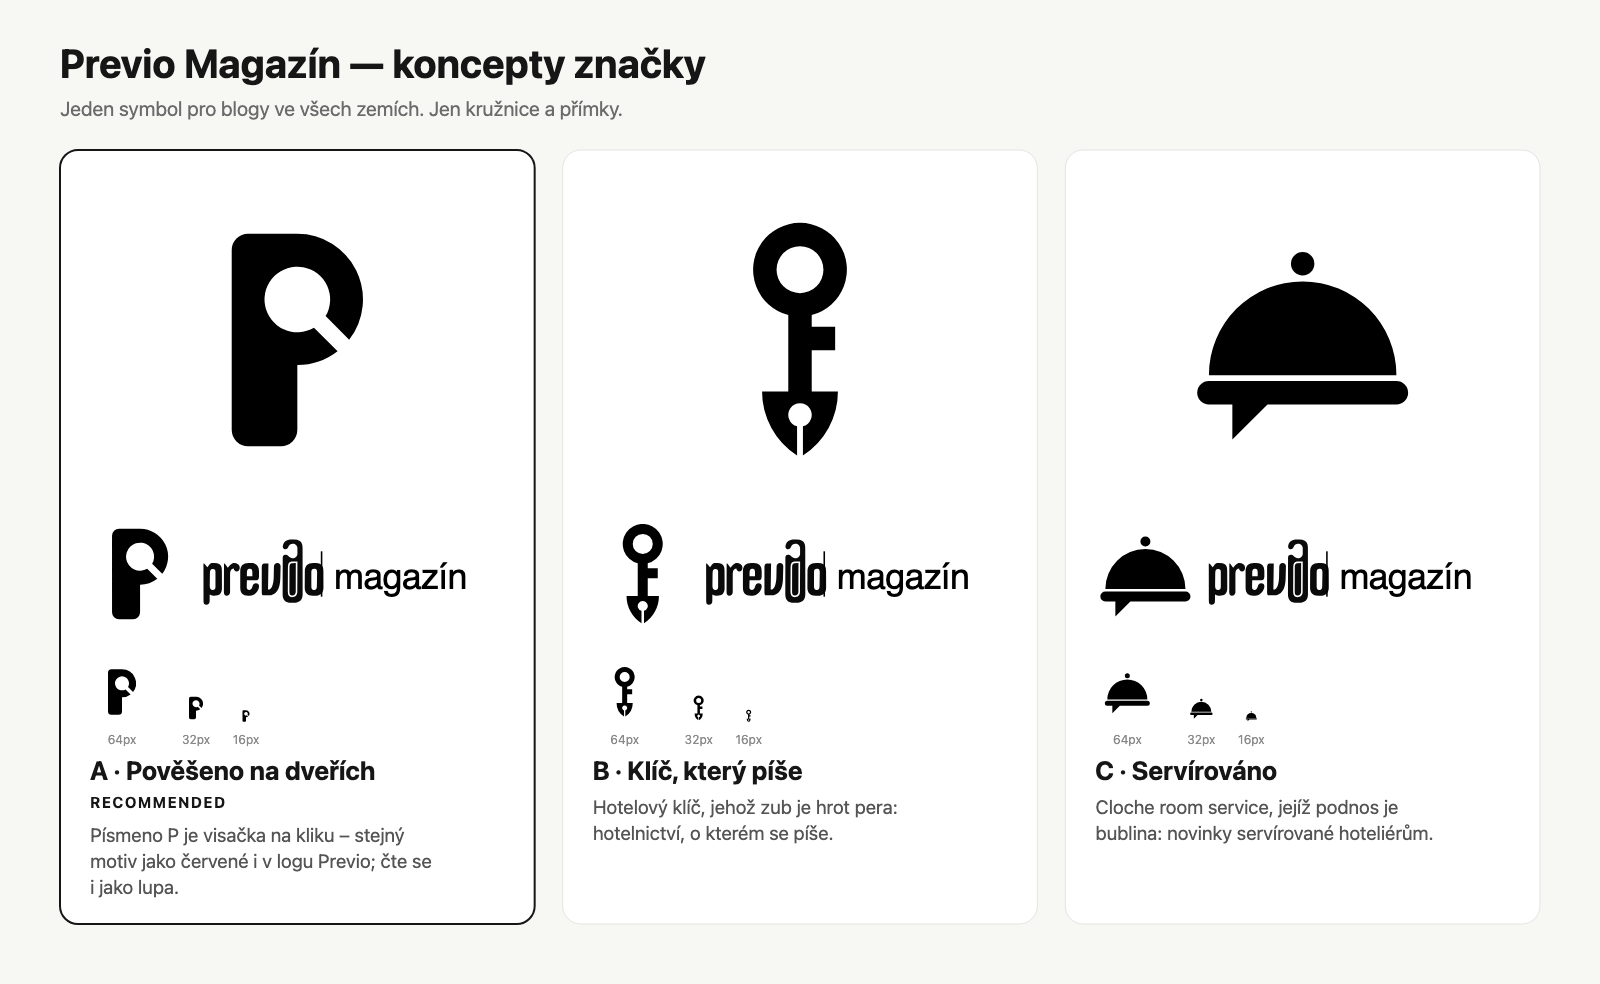 Previo Magazín — koncepty značky
Jeden symbol pro blogy ve všech zemích. Jen kružnice a přímky.
previo magazín
64px 32px 16px
A · Pověšeno na dveřích
RECOMMENDED
Písmeno P je visačka na kliku – stejný
motiv jako červené i v logu Previo; čte se
i jako lupa.
previo magazín
64px 32px 16px
B · Klíč, který píše
Hotelový klíč, jehož zub je hrot pera:
hotelnictví, o kterém se píše.
previo magazín
64px 32px 16px
C · Servírováno
Cloche room service, jejíž podnos je
bublina: novinky servírované hoteliérům.